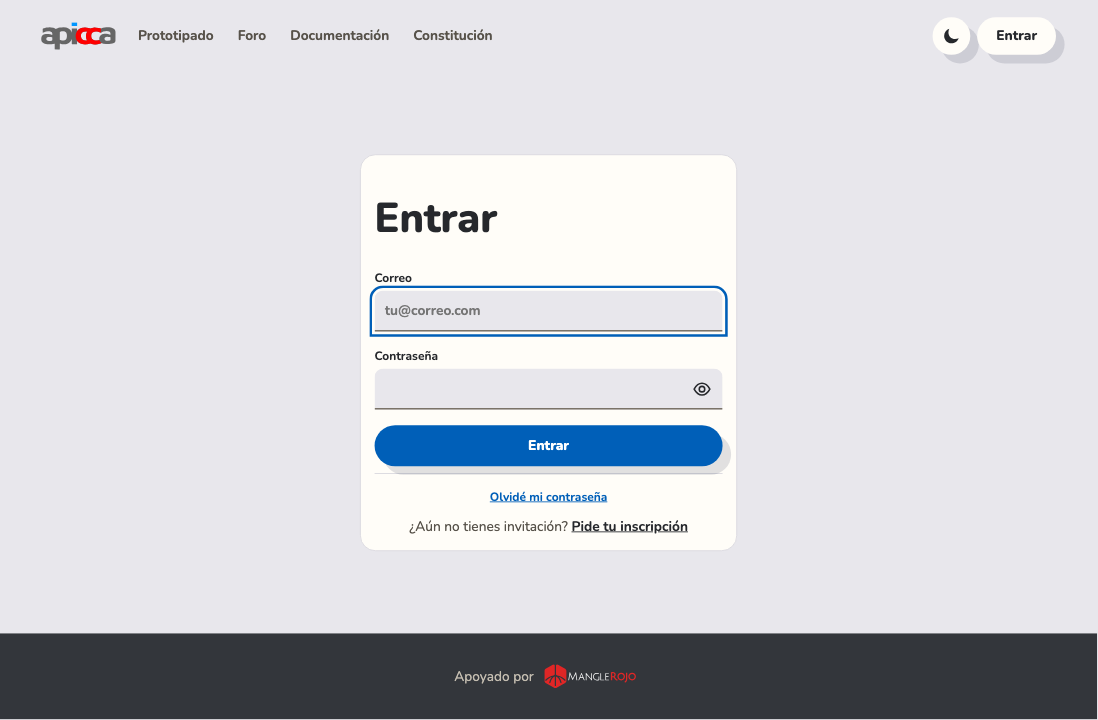 apicca
Prototipado
Foro
Documentación
Constitución
Entrar
Entrar
Correo
tu@correo.com
Contraseña
Entrar
Olvidé mi contraseña
¿Aún no tienes invitación? Pide tu inscripción
Apoyado por MANGLEROJO